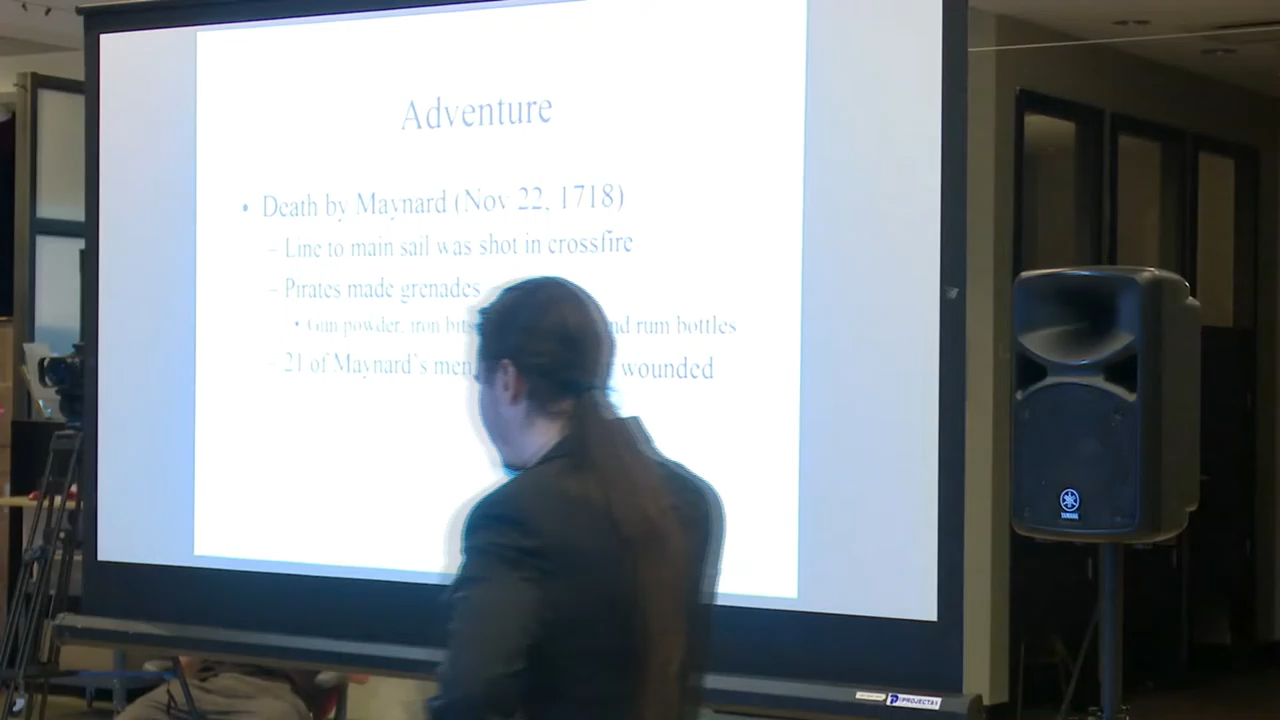 Adventure
• Death by Maynard (Nov 22, 1718)
– Line to main sail was shot in crossfire
– Pirates made grenades
• Gun powder, iron bits and rum bottles
– 21 of Maynard's men, wounded
YAMAHA
PROJECTA